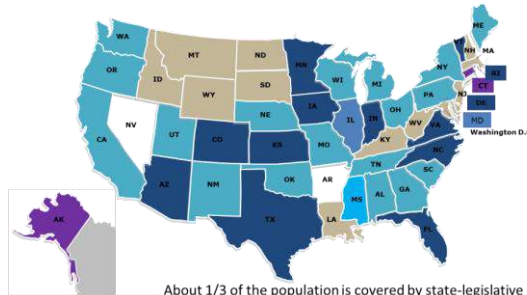 WA
ME
MT
ND
VT
NH
MN
OR
MA
ID
SD
WI
NY
RI
MI
WY
CT
IA
PA
NJ
NE
OH
DE
NV
IL
IN
MD
UT
WV
Washington D.
CO
VA
CA
KS
MO
KY
NC
TN
AZ
OK
NM
AR
SC
MS
AL
GA
AK
TX
LA
FL
About 1/3 of the population is covered by state-legislative